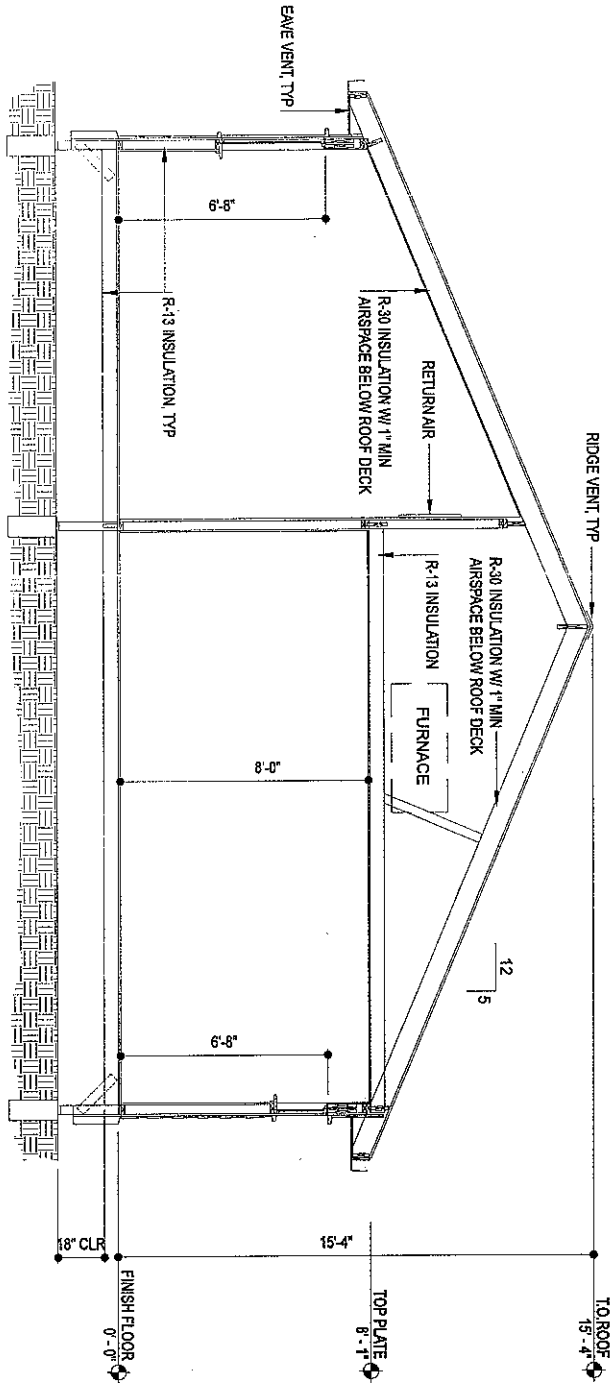 RIDGE VENT, TYP
T.O.ROOF
15' - 4"
R-30 INSULATION W/ 1" MIN
AIRSPACE BELOW ROOF DECK
12
5
RETURN AIR
R-30 INSULATION W/ 1" MIN
AIRSPACE BELOW ROOF DECK
FURNACE
R-13 INSULATION
EAVE VENT, TYP
TOP PLATE
8' - 1"
6'-8"
8'-0"
6'-8"
15'-4"
R-13 INSULATION, TYP
FINISH FLOOR
0' - 0"
18" CLR